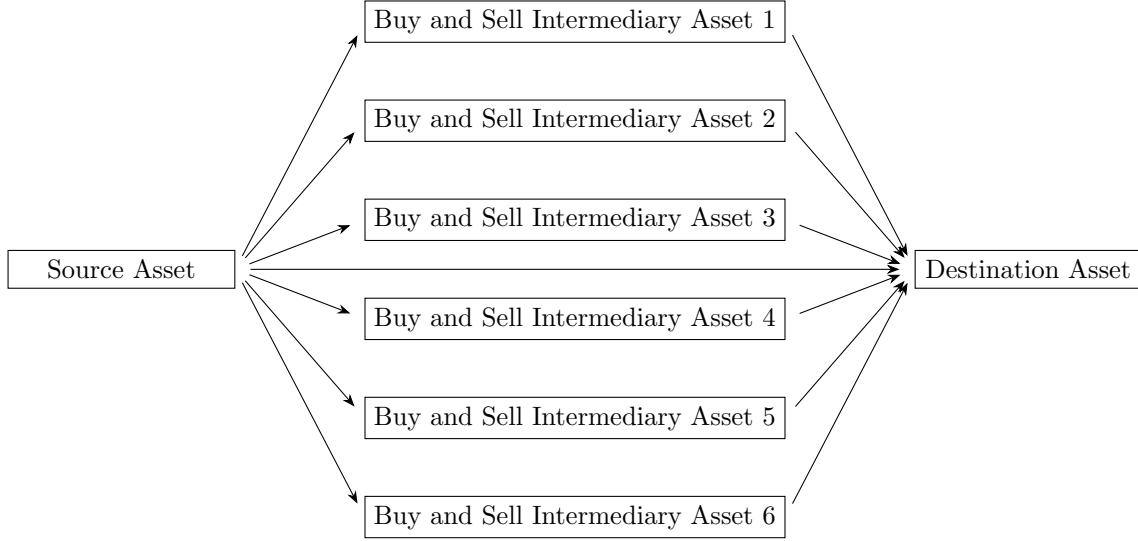 Buy and Sell Intermediary Asset 1
Buy and Sell Intermediary Asset 2
Buy and Sell Intermediary Asset 3
Source Asset
Destination Asset
Buy and Sell Intermediary Asset 4
Buy and Sell Intermediary Asset 5
Buy and Sell Intermediary Asset 6